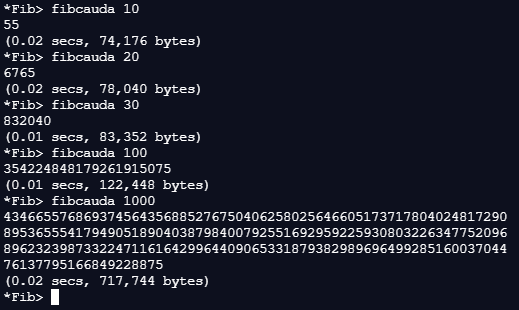 *Fib> fibcauda 10
55
(0.02 secs, 74,176 bytes)
*Fib> fibcauda 20
6765
(0.02 secs, 78,040 bytes)
*Fib> fibcauda 30
832040
(0.01 secs, 83,352 bytes)
*Fib> fibcauda 100
354224848179261915075
(0.01 secs, 122,448 bytes)
*Fib> fibcauda 1000
434665576869374564356885276750406258025646605173717804024817290
895365554179490518904038798400792551692959225930803226347752096
89623239873322471161642996440906533187938298969649928516003704​4
76137795166849228875
(0.02 secs, 717,744 bytes)
*Fib>